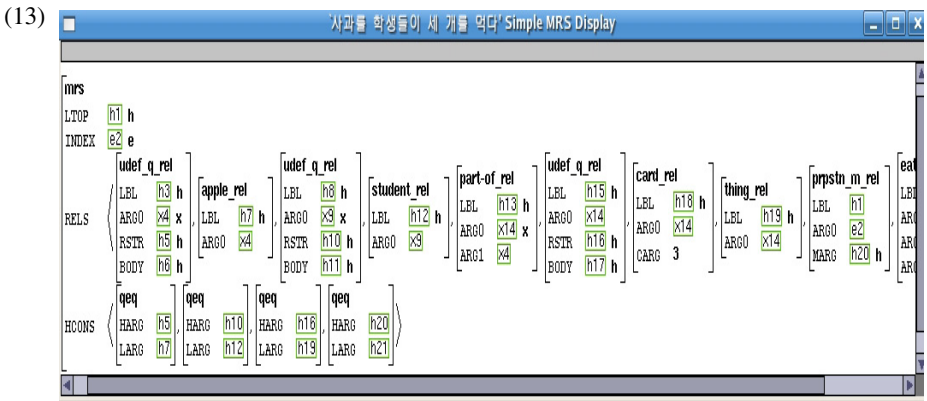 (13)
'사과를 학생들이 세 개를 먹다' Simple MRS Display
mrs
LTOP h1 h
INDEX e2 e
udef_q_rel udef_q_rel part-of_rel udef_q_rel card_rel prpstn_m_rel eat
LBL h3 h apple_rel LBL h8 h student_rel LBL h13 h LBL h15 h LBL h18 h thing_rel LBL h1 LBL
RELS ARG0 x4 x , LBL h7 h , ARG0 x9 x , LBL h12 h , ARG0 x14 x , ARG0 x14 , ARG0 x14 , LBL h19 h , ARG0 e2 , ARG
RSTR h5 h ARG0 x4 RSTR h10 h ARG0 x9 ARG1 x4 RSTR h16 h CARG 3 ARG0 x14 MARG h20 h ARG
BODY h6 h BODY h11 h BODY h17 h ARG
qeq qeq qeq qeq
HCONS HARG h5 , HARG h10 , HARG h16 , HARG h20
LARG h7 LARG h12 LARG h19 LARG h21